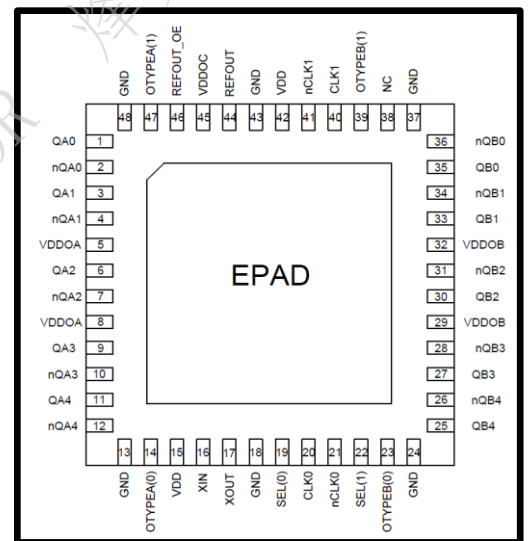 GND OTYPEA(1) REFOUT_OE VDDOC REFOUT GND VDD nCLK1 CLK1 OTYPEB(1) NC GND
48 47 46 45 44 43 42 41 40 39 38 37
QA0 1 36 nQB0
nQA0 2 35 QB0
QA1 3 34 nQB1
nQA1 4 33 QB1
VDDOA 5 32 VDDOB
QA2 6 31 nQB2
EPAD
nQA2 7 30 QB2
VDDOA 8 29 VDDOB
QA3 9 28 nQB3
nQA3 10 27 QB3
QA4 11 26 nQB4
nQA4 12 25 QB4
13 14 15 16 17 18 19 20 21 22 23 24
GND OTYPEA(0) VDD XIN XOUT GND SEL(0) CLK0 nCLK0 SEL(1) OTYPEB(0) GND